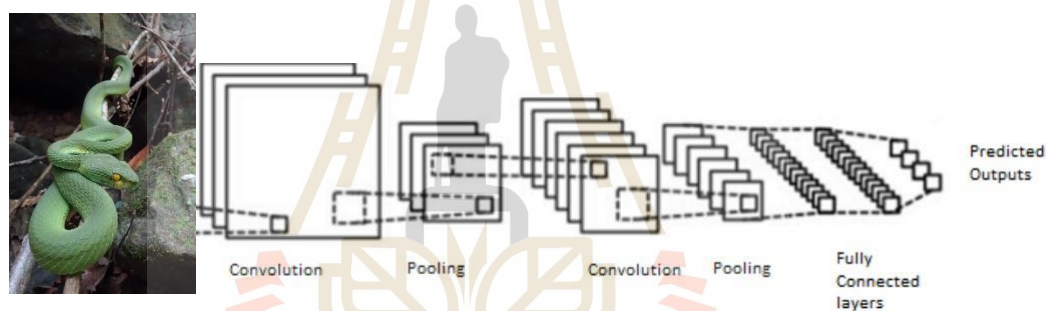 Convolution
Pooling
Convolution
Pooling
Fully
Connected
layers
Predicted
Outputs